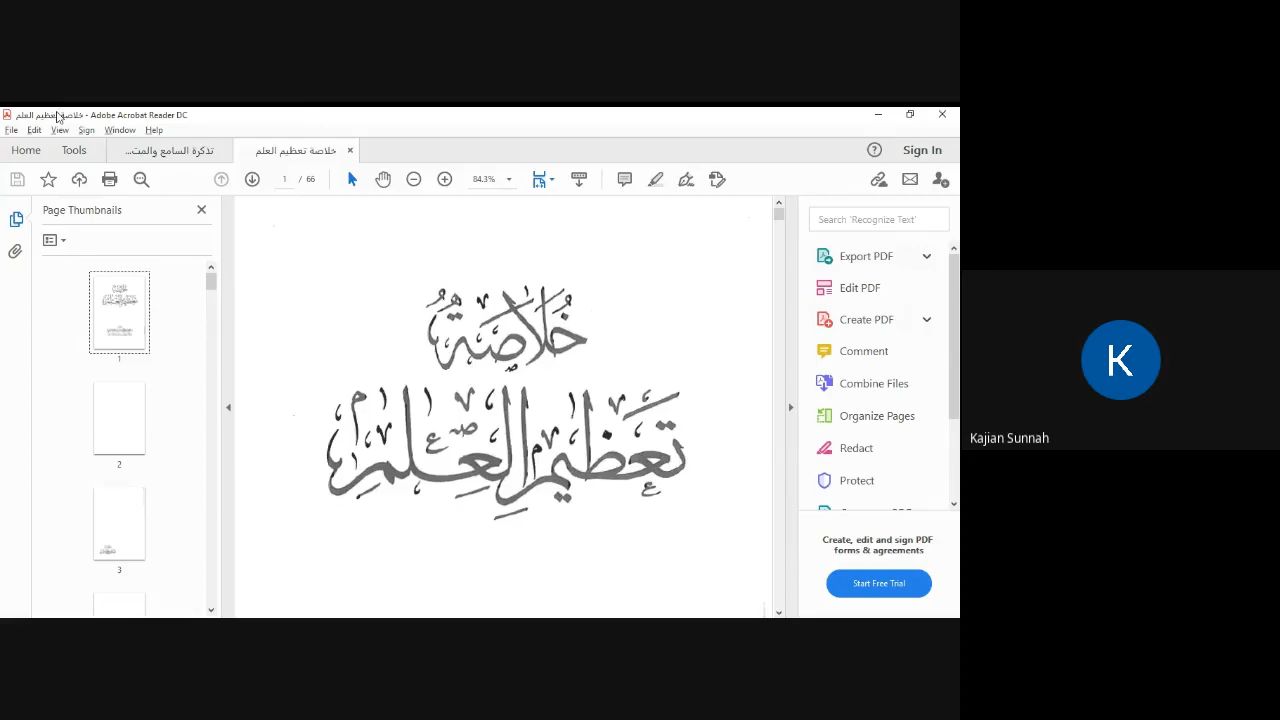 خلاصة تعظيم العلم - Adobe Acrobat Reader DC
File Edit View Sign Window Help
Home Tools تذكرة السامع والمت... خلاصة تعظيم العلم Sign In
1 / 66 84.3%
Page Thumbnails
1
2
3
خُلَاصَةُ
تَعْظِيمِ الْعِلْمِ
Search 'Recognize Text'
Export PDF
Edit PDF
Create PDF
Comment
Combine Files
Organize Pages
Redact
Protect
Create, edit and sign PDF
forms & agreements
Start Free Trial
K
Kajian Sunnah